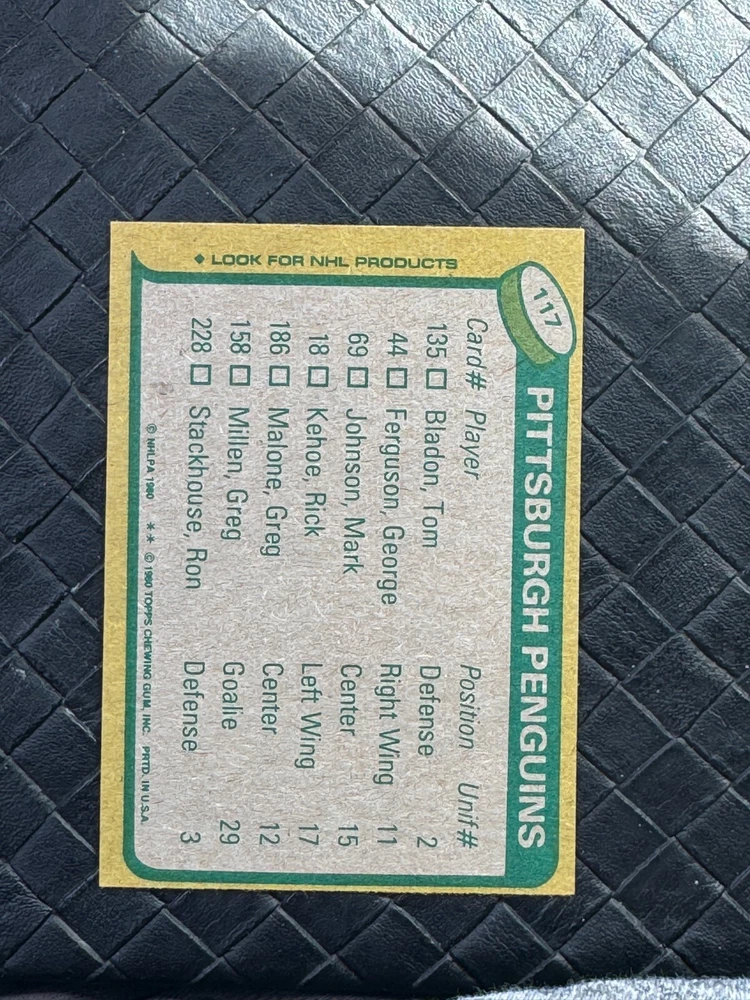 117
PITTSBURGH PENGUINS
Card# Player Position Unif#
135 Bladon, Tom Defense 2
44 Ferguson, George Right Wing 11
69 Johnson, Mark Center 15
18 Kehoe, Rick Left Wing 17
186 Malone, Greg Center 12
158 Millen, Greg Goalie 29
228 Stackhouse, Ron Defense 3
© NHLPA 1980 ** © 1980 TOPPS CHEWING GUM, INC. PRTD. IN U.S.A.
◆ LOOK FOR NHL PRODUCTS